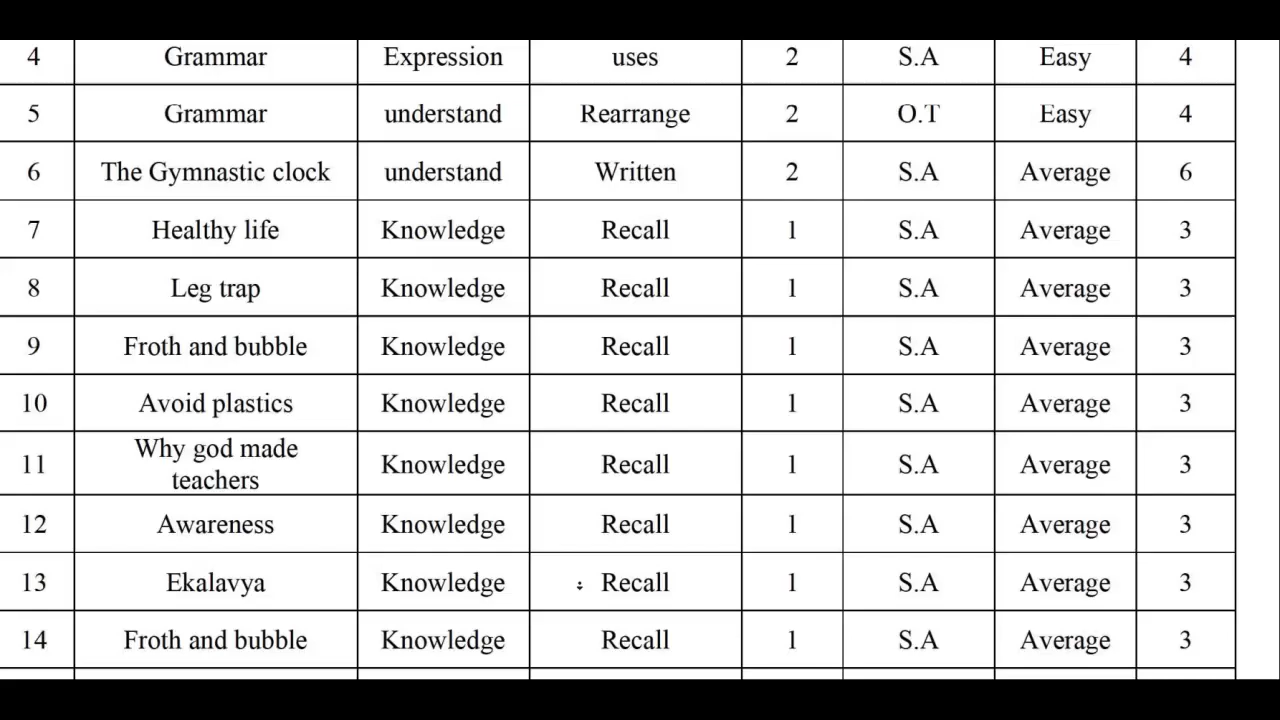 4 Grammar Expression uses 2 S.A Easy 4
5 Grammar understand Rearrange 2 O.T Easy 4
6 The Gymnastic clock understand Written 2 S.A Average 6
7 Healthy life Knowledge Recall 1 S.A Average 3
8 Leg trap Knowledge Recall 1 S.A Average 3
9 Froth and bubble Knowledge Recall 1 S.A Average 3
10 Avoid plastics Knowledge Recall 1 S.A Average 3
11 Why god made teachers Knowledge Recall 1 S.A Average 3
12 Awareness Knowledge Recall 1 S.A Average 3
13 Ekalavya Knowledge Recall 1 S.A Average 3
14 Froth and bubble Knowledge Recall 1 S.A Average 3